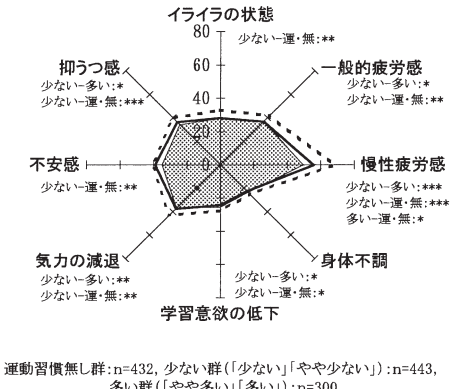 イライラの状態
80
少ない−運・無:**
60
40
20
0
一般的疲労感
少ない−多い:*
少ない−運・無:**
慢性疲労感
少ない−多い:***
少ない−運・無:***
多い−運・無:*
身体不調
少ない−多い:*
少ない−運・無:*
学習意欲の低下
気力の減退
少ない−多い:**
少ない−運・無:**
不安感
少ない−運・無:**
抑うつ感
少ない−多い:*
少ない−運・無:***
運動習慣無し群:n=432, 少ない群(「少ない」「やや少ない」):n=443,
多い群(「やや多い」「多い」):n=300